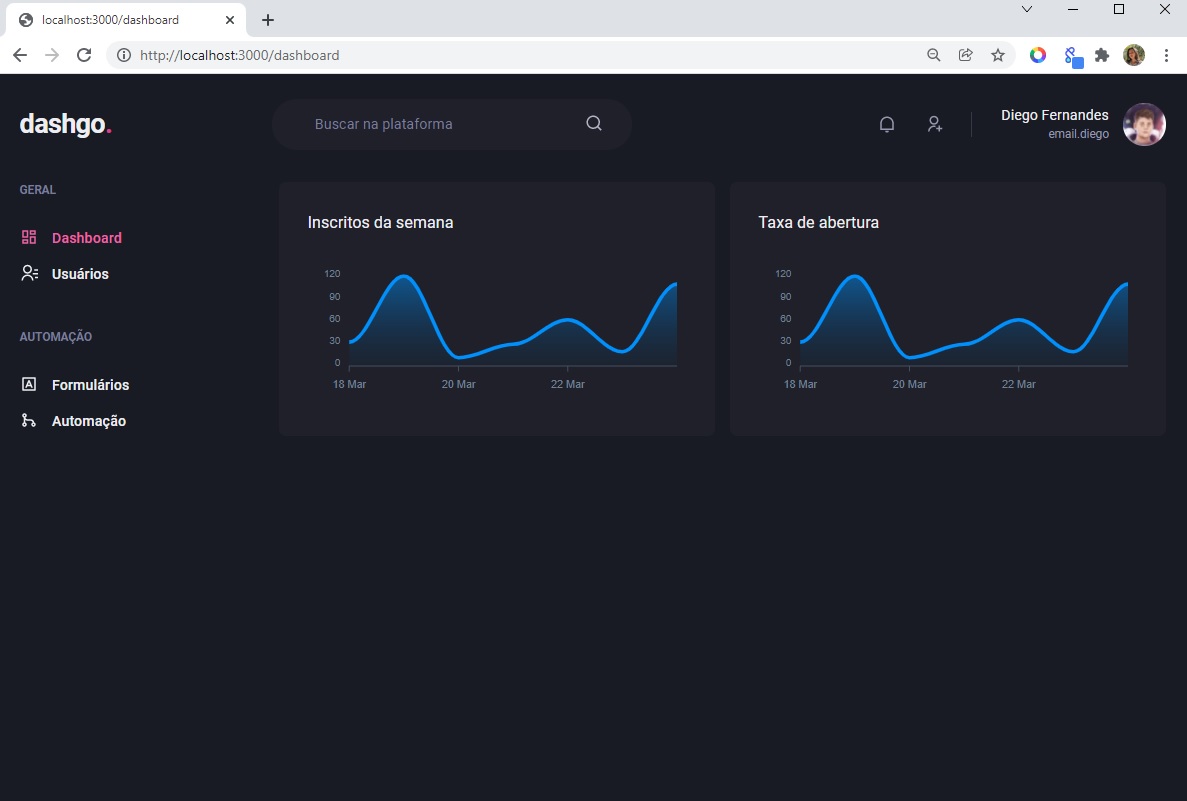 localhost:3000/dashboard
http://localhost:3000/dashboard
dashgo.
Buscar na plataforma
Diego Fernandes
email.diego
GERAL
Dashboard
Usuários
AUTOMAÇÃO
Formulários
Automação
Inscritos da semana
120
90
60
30
0
18 Mar 20 Mar 22 Mar
Taxa de abertura
120
90
60
30
0
18 Mar 20 Mar 22 Mar